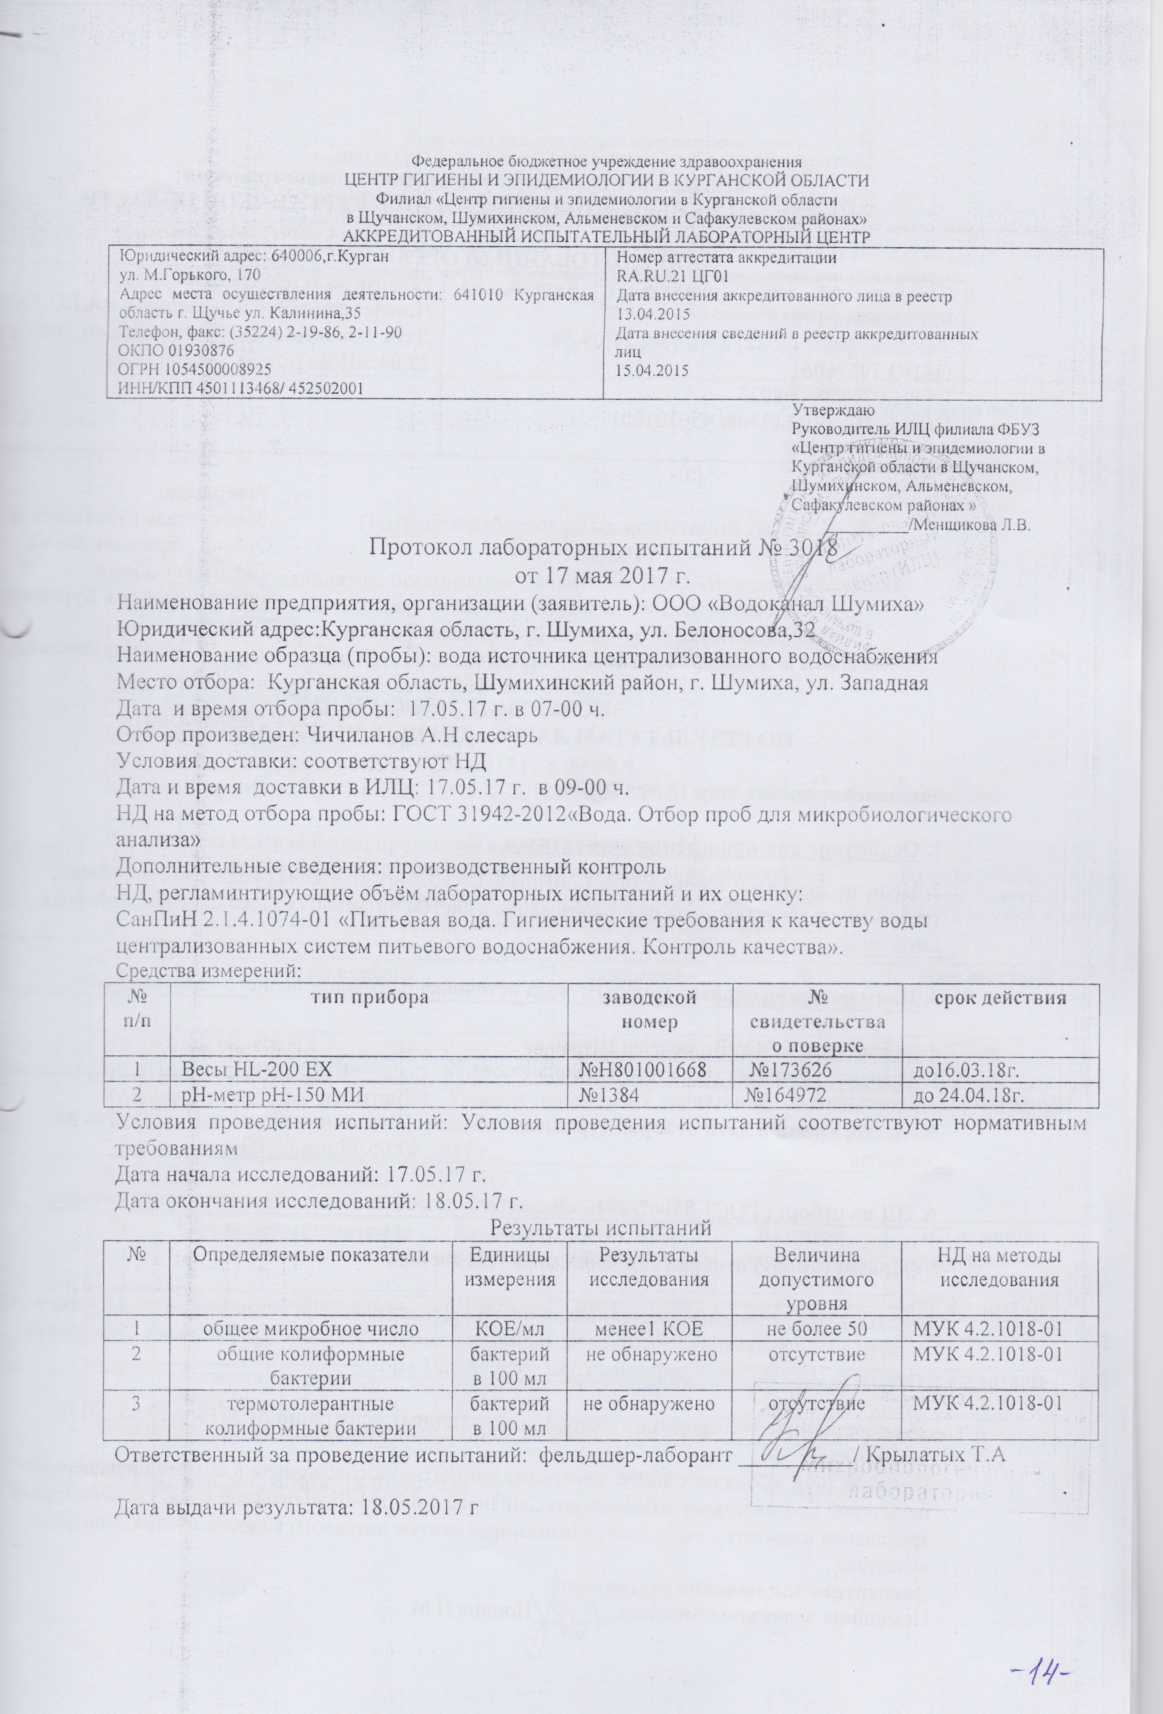 Федеральное бюджетное учреждение здравоохранения
ЦЕНТР ГИГИЕНЫ И ЭПИДЕМИОЛОГИИ В КУРГАНСКОЙ ОБЛАСТИ
Филиал «Центр гигиены и эпидемиологии в Курганской области
в Щучанском, Шумихинском, Альменевском и Сафакулевском районах»
АККРЕДИТОВАННЫЙ ИСПЫТАТЕЛЬНЫЙ ЛАБОРАТОРНЫЙ ЦЕНТР
Юридический адрес: 640006,г.Курган
ул. М.Горького, 170
Адрес места осуществления деятельности: 641010 Курганская
область г. Щучье ул. Калинина,35
Телефон, факс: (35224) 2-19-86, 2-11-90
ОКПО 01930876
ОГРН 1054500008925
ИНН/КПП 4501113468/ 452502001
Номер аттестата аккредитации
RA.RU.21 ЦГ01
Дата внесения аккредитованного лица в реестр
13.04.2015
Дата внесения сведений в реестр аккредитованных
лиц
15.04.2015
Утверждаю
Руководитель ИЛЦ филиала ФБУЗ
«Центр гигиены и эпидемиологии в
Курганской области в Щучанском,
Шумихинском, Альменевском,
Сафакулевском районах »
/Менщикова Л.В.
Протокол лабораторных испытаний № 3018
от 17 мая 2017 г.
Наименование предприятия, организации (заявитель): ООО «Водоканал Шумиха»
Юридический адрес:Курганская область, г. Шумиха, ул. Белоносова,32
Наименование образца (пробы): вода источника централизованного водоснабжения
Место отбора: Курганская область, Шумихинский район, г. Шумиха, ул. Западная
Дата и время отбора пробы: 17.05.17 г. в 07-00 ч.
Отбор произведен: Чичиланов А.Н слесарь
Условия доставки: соответствуют НД
Дата и время доставки в ИЛЦ: 17.05.17 г. в 09-00 ч.
НД на метод отбора пробы: ГОСТ 31942-2012«Вода. Отбор проб для микробиологического
анализа»
Дополнительные сведения: производственный контроль
НД, регламинтирующие объём лабораторных испытаний и их оценку:
СанПиН 2.1.4.1074-01 «Питьевая вода. Гигиенические требования к качеству воды
централизованных систем питьевого водоснабжения. Контроль качества».
Средства измерений:
№ тип прибора заводской № срок действия
п/п номер свидетельства
о поверке
1 Весы HL-200 EX №Н801001668 №173626 до16.03.18г.
2 рН-метр рН-150 МИ №1384 №164972 до 24.04.18г.
Условия проведения испытаний: Условия проведения испытаний соответствуют нормативным
требованиям
Дата начала исследований: 17.05.17 г.
Дата окончания исследований: 18.05.17 г.
Результаты испытаний
№ Определяемые показатели Единицы Результаты Величина НД на методы
измерения исследования допустимого исследования
уровня
1 общее микробное число КОЕ/мл менее1 КОЕ не более 50 МУК 4.2.1018-01
2 общие колиформные бактерий не обнаружено отсутствие МУК 4.2.1018-01
бактерии в 100 мл
3 термотолерантные бактерий не обнаружено отсутствие МУК 4.2.1018-01
колиформные бактерии в 100 мл
Ответственный за проведение испытаний: фельдшер-лаборант / Крылатых Т.А
лаборатория
Дата выдачи результата: 18.05.2017 г
-14-